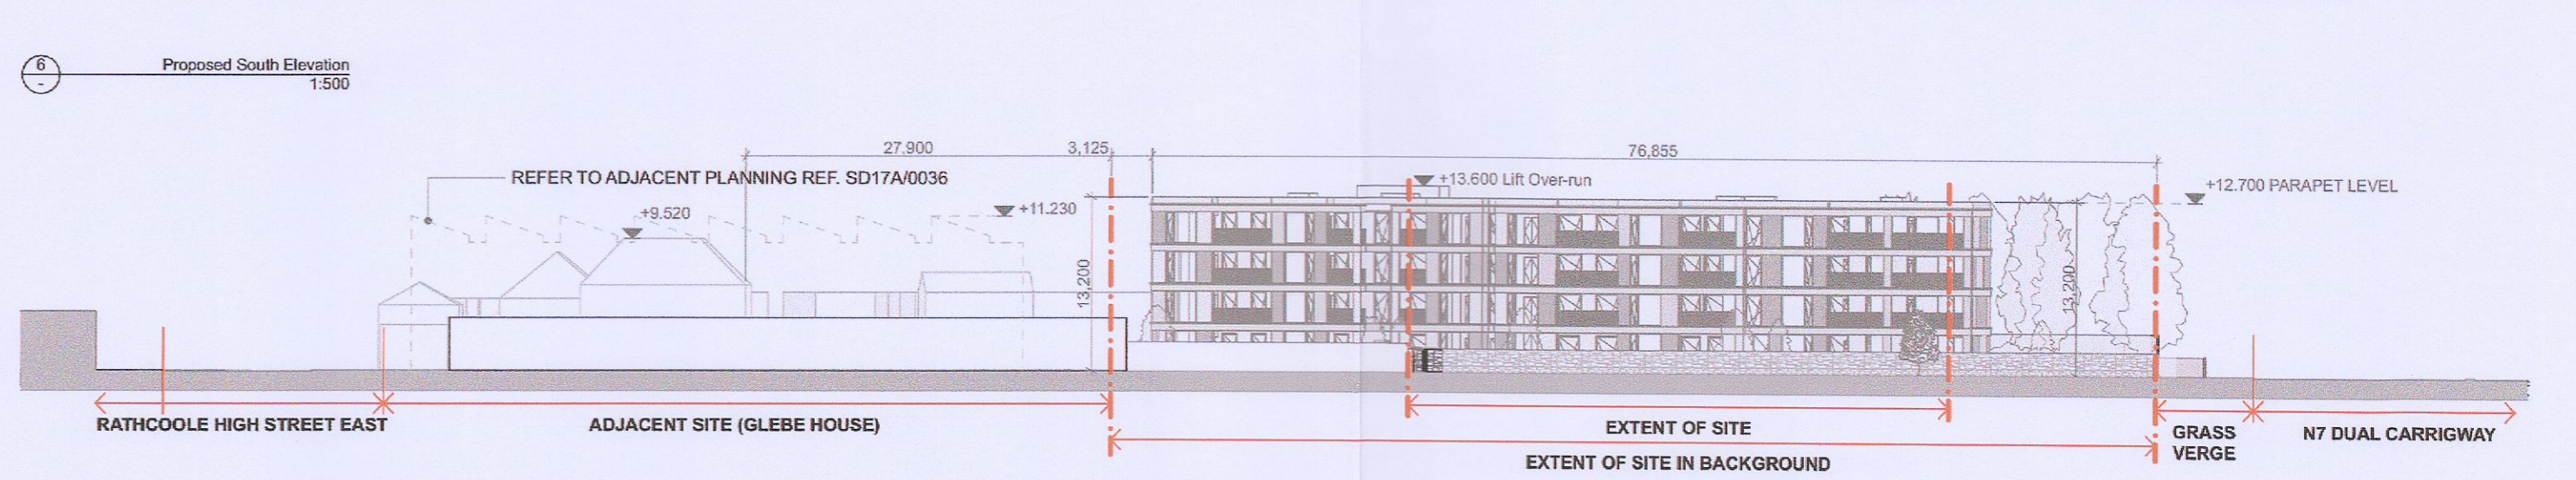 6
-
Proposed South Elevation
1:500
27,900
3,125
76,855
REFER TO ADJACENT PLANNING REF. SD17A/0036
+13.600 Lift Over-run
+12.700 PARAPET LEVEL
+9.520
+11.230
13,200
13,200
RATHCOOLE HIGH STREET EAST
ADJACENT SITE (GLEBE HOUSE)
EXTENT OF SITE
GRASS
VERGE
N7 DUAL CARRIGWAY
EXTENT OF SITE IN BACKGROUND